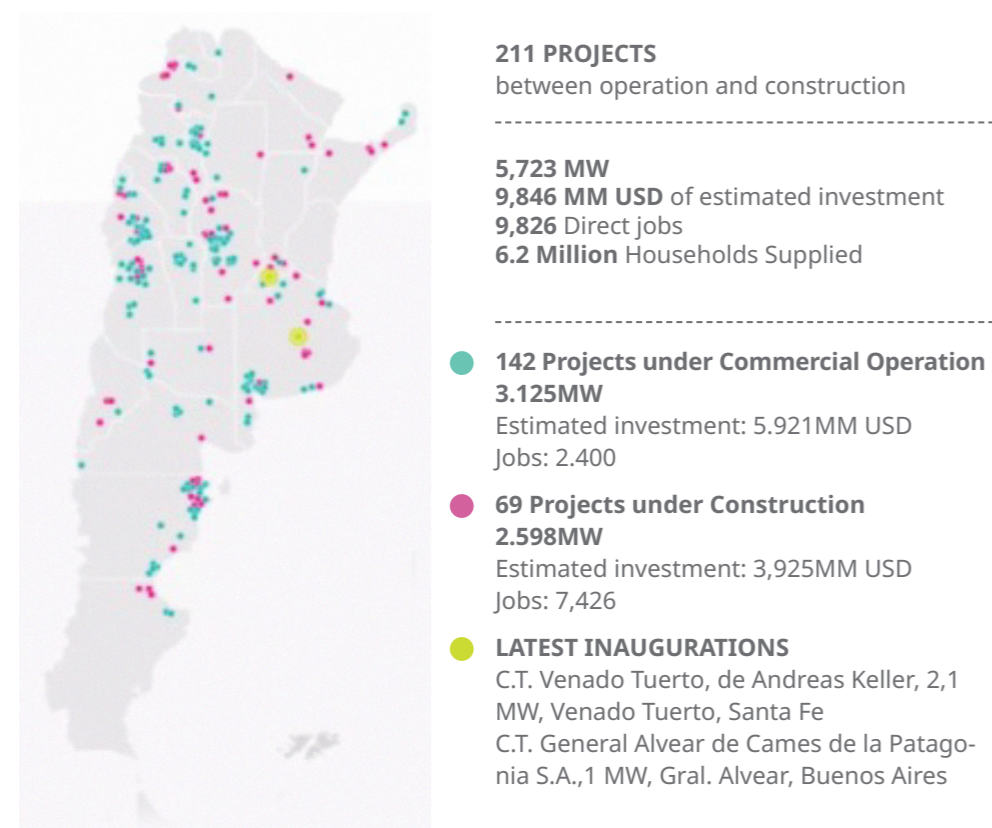 211 PROJECTS
between operation and construction
5,723 MW
9,846 MM USD of estimated investment
9,826 Direct jobs
6.2 Million Households Supplied
142 Projects under Commercial Operation
3.125MW
Estimated investment: 5.921MM USD
Jobs: 2.400
69 Projects under Construction
2.598MW
Estimated investment: 3,925MM USD
Jobs: 7,426
LATEST INAUGURATIONS
C.T. Venado Tuerto, de Andreas Keller, 2,1
MW, Venado Tuerto, Santa Fe
C.T. General Alvear de Cames de la Patago-
nia S.A.,1 MW, Gral. Alvear, Buenos Aires